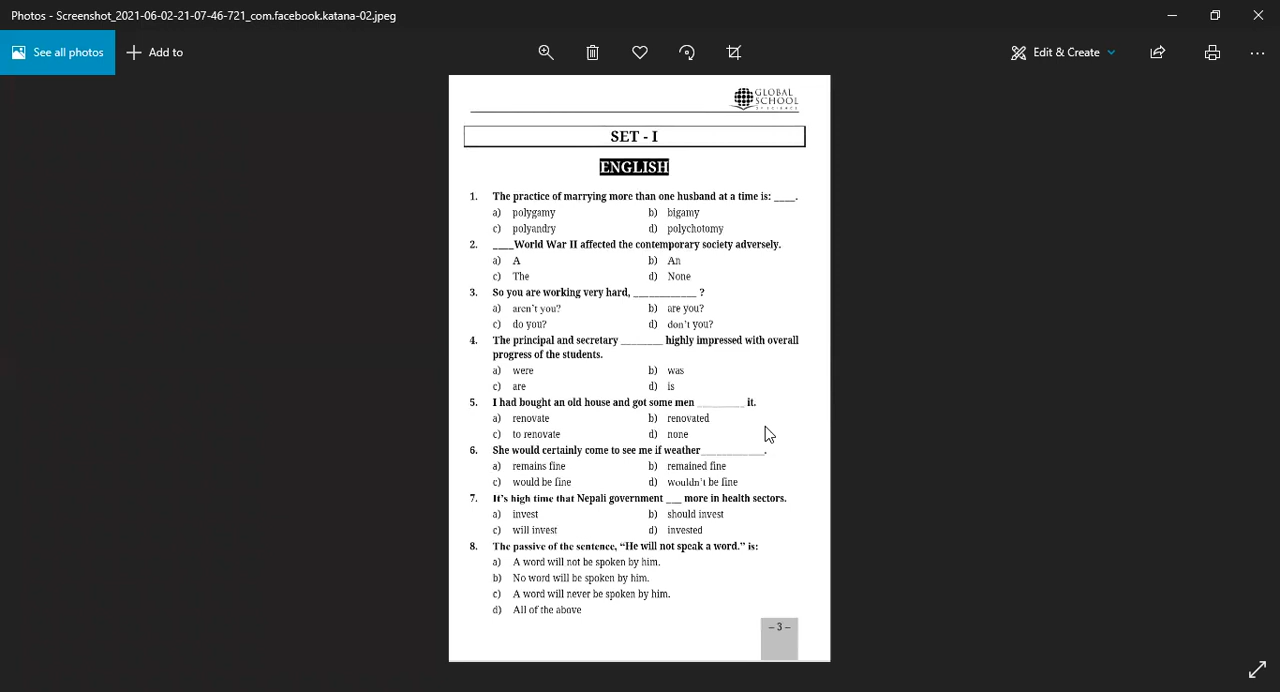 Photos - Screenshot_2021-06-02-21-07-46-721_com.facebook.katana-02.jpeg
See all photos
Add to
Edit & Create
GLOBAL
SCHOOL
OF SCIENCE
SET - I
ENGLISH
1. The practice of marrying more than one husband at a time is: ____.
a) polygamy b) bigamy
c) polyandry d) polychotomy
2. ____World War II affected the contemporary society adversely.
a) A b) An
c) The d) None
3. So you are working very hard, ____________ ?
a) aren't you? b) are you?
c) do you? d) don't you?
4. The principal and secretary ________ highly impressed with overall
progress of the students.
a) were b) was
c) are d) is
5. I had bought an old house and got some men _________ it.
a) renovate b) renovated
c) to renovate d) none
6. She would certainly come to see me if weather____________.
a) remains fine b) remained fine
c) would be fine d) wouldn't be fine
7. It's high time that Nepali government ___ more in health sectors.
a) invest b) should invest
c) will invest d) invested
8. The passive of the sentence, “He will not speak a word.” is:
a) A word will not be spoken by him.
b) No word will be spoken by him.
c) A word will never be spoken by him.
d) All of the above
– 3 –